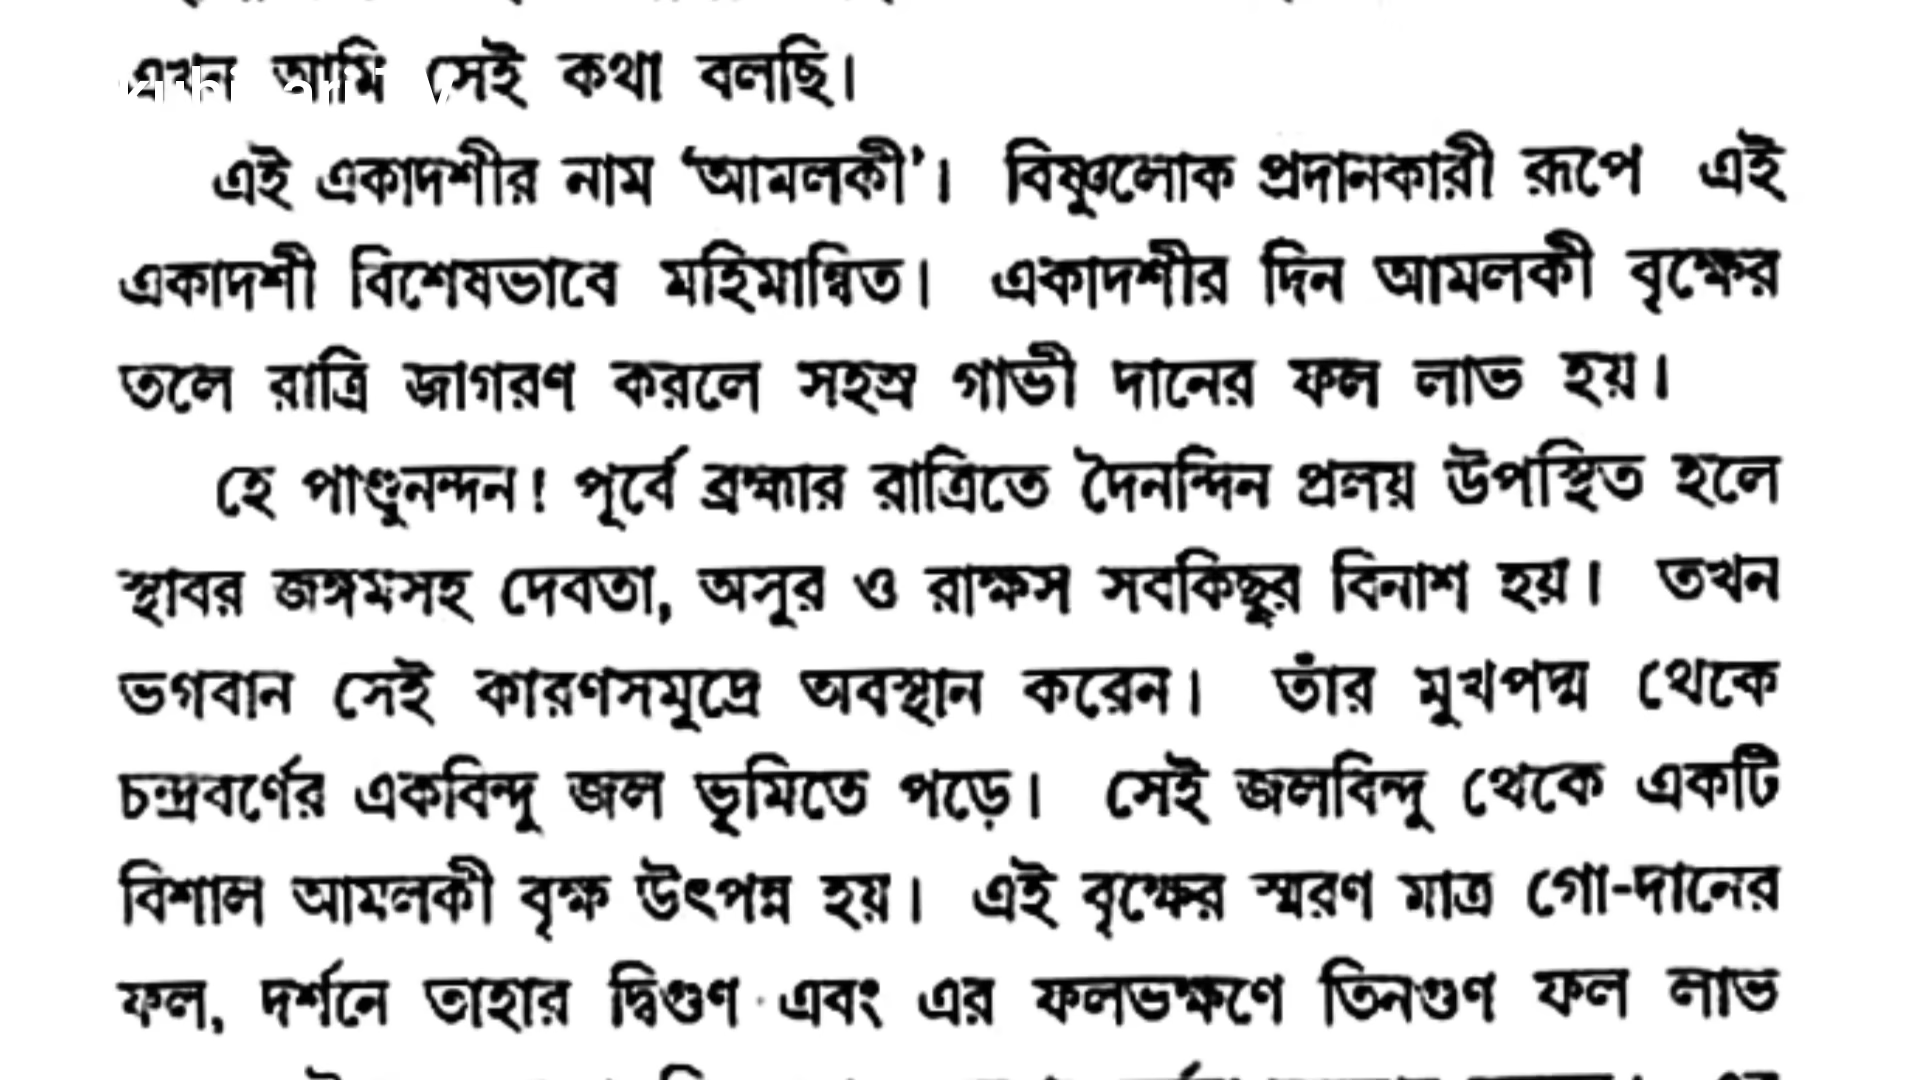 এখন আমি সেই কথা বলছি।
এই একাদশীর নাম ‘আমলকী’। বিষ্ণুলোক প্রদানকারী রূপে এই
একাদশী বিশেষভাবে মহিমান্বিত। একাদশীর দিন আমলকী বৃক্ষের
তলে রাত্রি জাগরণ করলে সহস্র গাভী দানের ফল লাভ হয়।
হে পাণ্ডুনন্দন! পূর্বে ব্রহ্মার রাত্রিতে দৈনন্দিন প্রলয় উপস্থিত হলে
স্থাবর জঙ্গমসহ দেবতা, অসুর ও রাক্ষস সবকিছুর বিনাশ হয়। তখন
ভগবান সেই কারণসমুদ্রে অবস্থান করেন। তাঁর মুখপদ্ম থেকে
চন্দ্রবর্ণের একবিন্দু জল ভূমিতে পড়ে। সেই জলবিন্দু থেকে একটি
বিশাল আমলকী বৃক্ষ উৎপন্ন হয়। এই বৃক্ষের স্মরণ মাত্র গো-দানের
ফল, দর্শনে তাহার দ্বিগুণ এবং এর ফলভক্ষণে তিনগুণ ফল লাভ